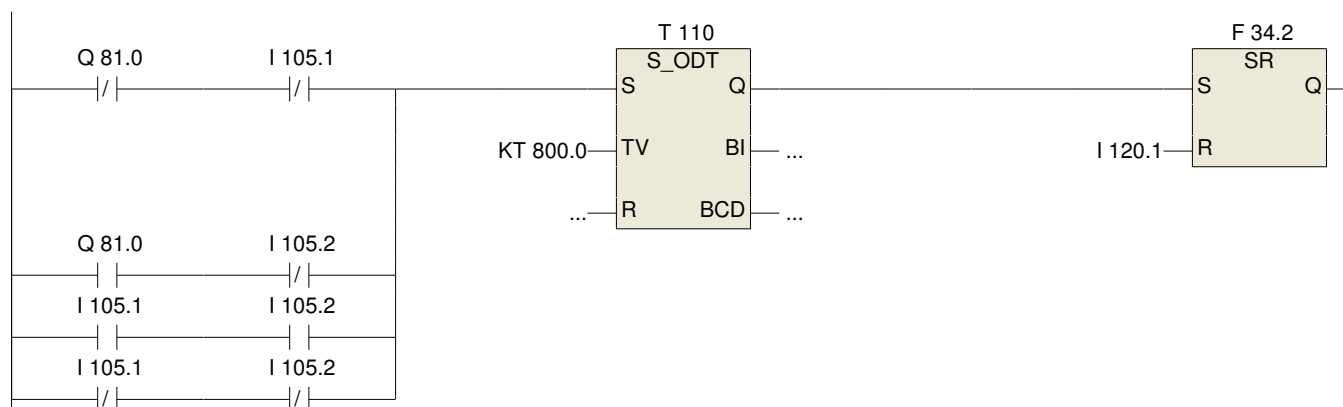 T 110
F 34.2
Q 81.0 I 105.1
S_ODT
SR
S Q
S Q
KT 800.0 TV BI ...
I 120.1 R
... R BCD ...
Q 81.0 I 105.2
I 105.1 I 105.2
I 105.1 I 105.2